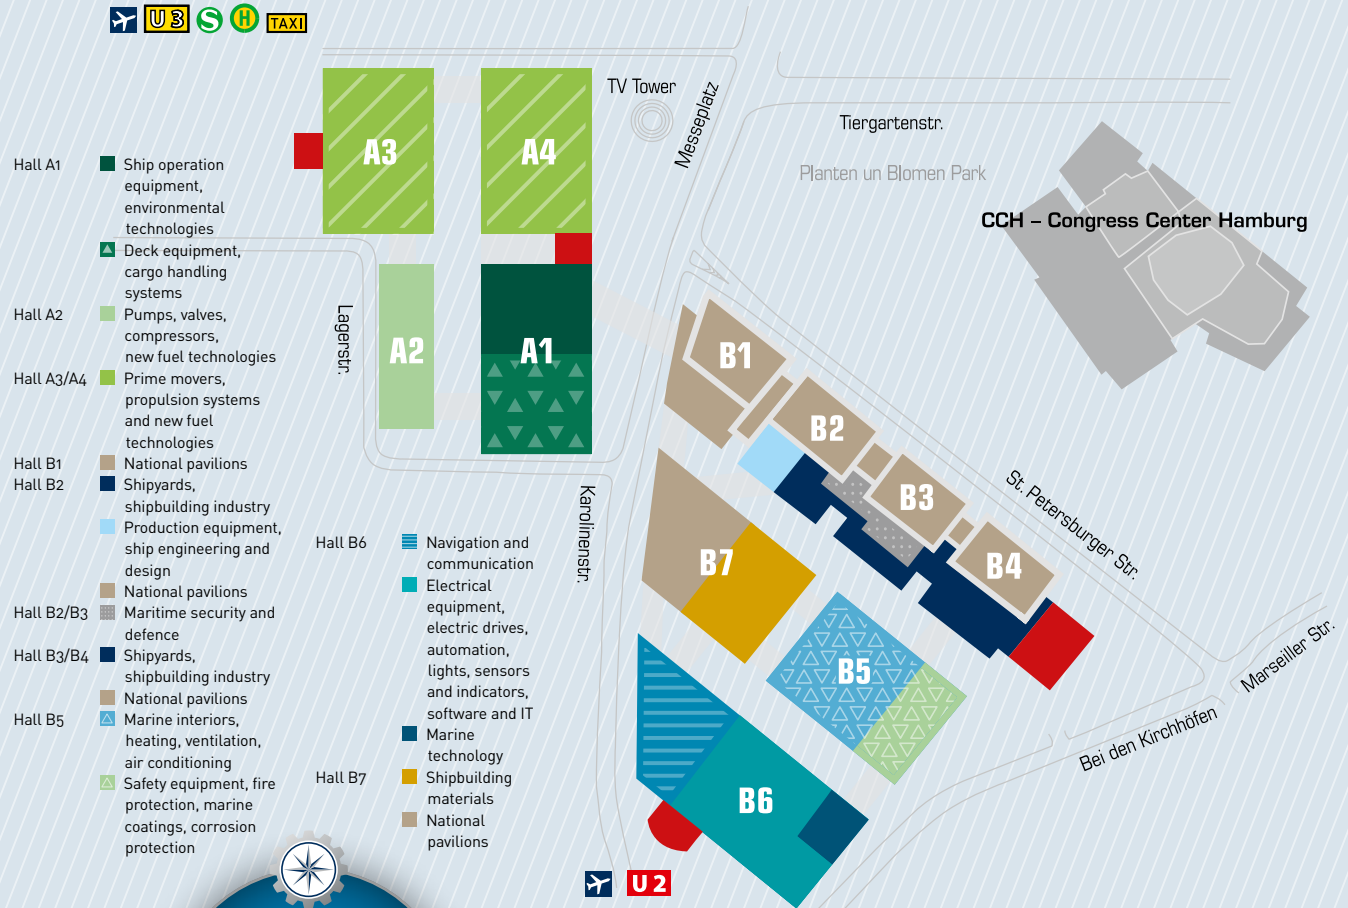 U3 S H TAXI
TV Tower
Messeplatz
Tiergartenstr.
Planten un Blomen Park
CCH – Congress Center Hamburg
A3
A4
A2
A1
Lagerstr.
Karolinenstr.
B1
B2
B3
B4
B7
B5
B6
St. Petersburger Str.
Marseiller Str.
Bei den Kirchhöfen
U2
Hall A1 Ship operation
equipment,
environmental
technologies
Deck equipment,
cargo handling
systems
Hall A2 Pumps, valves,
compressors,
new fuel technologies
Hall A3/A4 Prime movers,
propulsion systems
and new fuel
technologies
Hall B1 National pavilions
Hall B2 Shipyards,
shipbuilding industry
Production equipment,
ship engineering and
design
National pavilions
Hall B2/B3 Maritime security and
defence
Hall B3/B4 Shipyards,
shipbuilding industry
National pavilions
Hall B5 Marine interiors,
heating, ventilation,
air conditioning
Safety equipment, fire
protection, marine
coatings, corrosion
protection
Hall B6 Navigation and
communication
Electrical
equipment,
electric drives,
automation,
lights, sensors
and indicators,
software and IT
Marine
technology
Hall B7 Shipbuilding
materials
National
pavilions